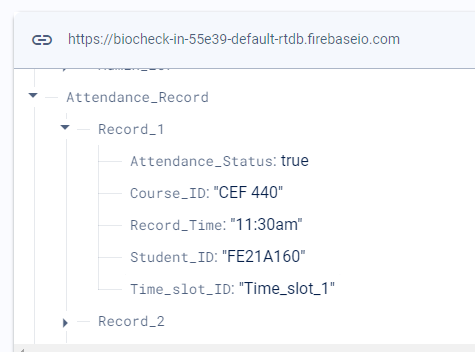 https://biocheck-in-55e39-default-rtdb.firebaseio.com
Attendance_Record
Record_1
Attendance_Status: true
Course_ID: "CEF 440"
Record_Time: "11:30am"
Student_ID: "FE21A160"
Time_slot_ID: "Time_slot_1"
Record_2